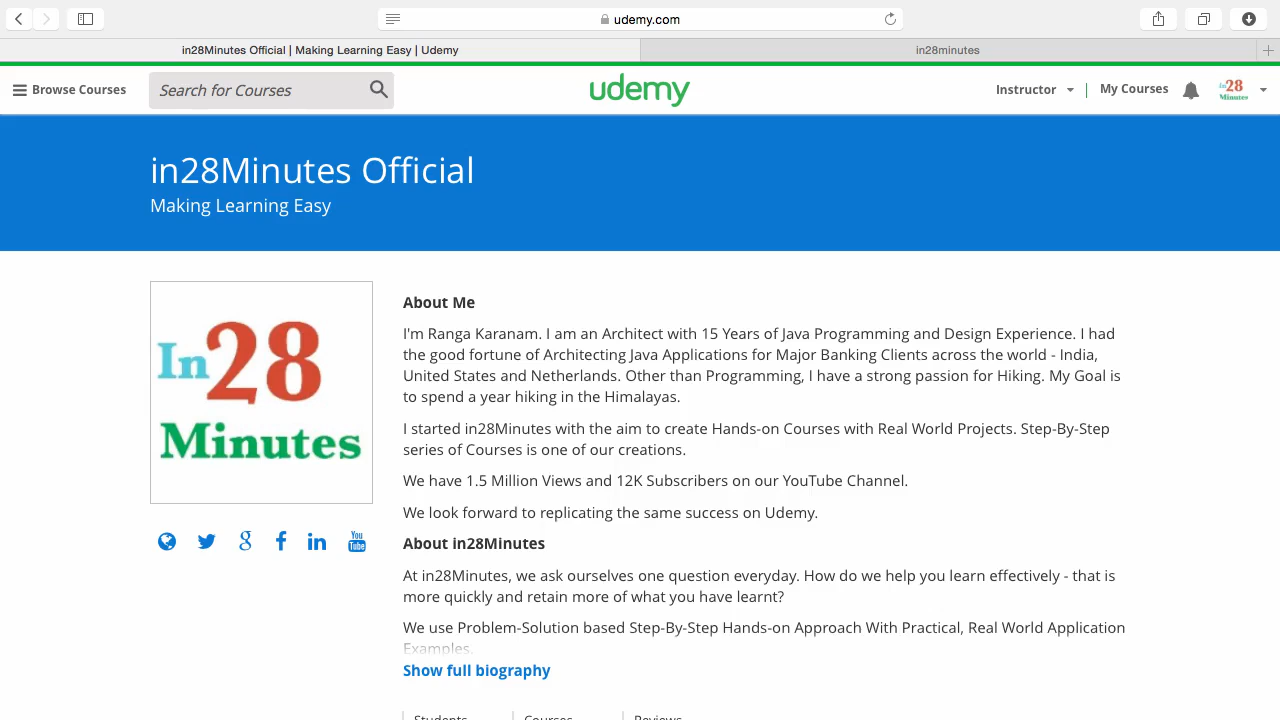 udemy.com
in28Minutes Official | Making Learning Easy | Udemy
in28minutes
Browse Courses
Search for Courses
udemy
Instructor
My Courses
In28
Minutes
in28Minutes Official
Making Learning Easy
In28
Minutes
About Me
I'm Ranga Karanam. I am an Architect with 15 Years of Java Programming and Design Experience. I had
the good fortune of Architecting Java Applications for Major Banking Clients across the world - India,
United States and Netherlands. Other than Programming, I have a strong passion for Hiking. My Goal is
to spend a year hiking in the Himalayas.
I started in28Minutes with the aim to create Hands-on Courses with Real World Projects. Step-By-Step
series of Courses is one of our creations.
We have 1.5 Million Views and 12K Subscribers on our YouTube Channel.
We look forward to replicating the same success on Udemy.
You
Tube
About in28Minutes
At in28Minutes, we ask ourselves one question everyday. How do we help you learn effectively - that is
more quickly and retain more of what you have learnt?
We use Problem-Solution based Step-By-Step Hands-on Approach With Practical, Real World Application
Examples.
Show full biography
Students
Courses
Reviews